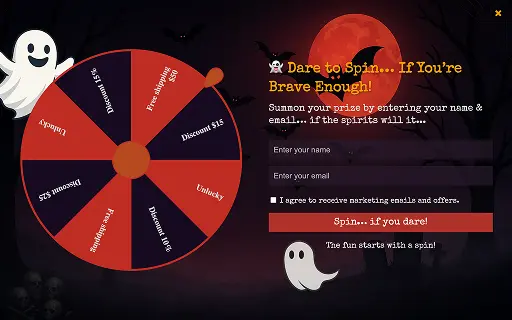 Discount 15%
Free shipping
$50
Discount $15
Unlucky
Discount 10%
Free shipping
Discount $25
Unlucky
Dare to Spin... If You're
Brave Enough!
Summon your prize by entering your name &
email... if the spirits will it...
Enter your name
Enter your email
I agree to receive marketing emails and offers.
Spin... if you dare!
The fun starts with a spin!